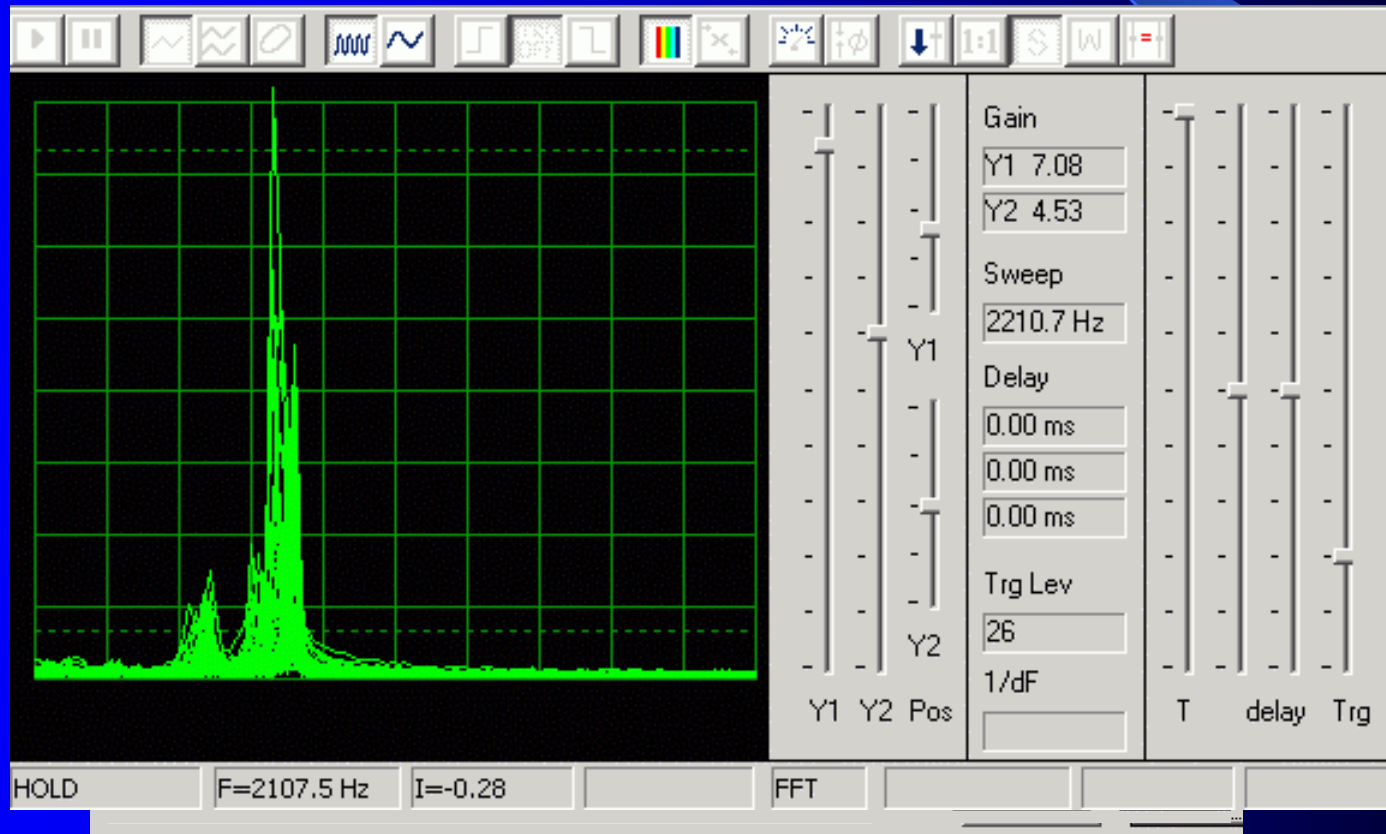 1:1 S W
Gain
Y1 7.08
Y2 4.53
Sweep
2210.7 Hz
Y1
Delay
0.00 ms
0.00 ms
0.00 ms
Trg Lev
26
Y2
1/dF
Y1 Y2 Pos
T delay Trg
HOLD F=2107.5 Hz I=-0.28 FFT
...